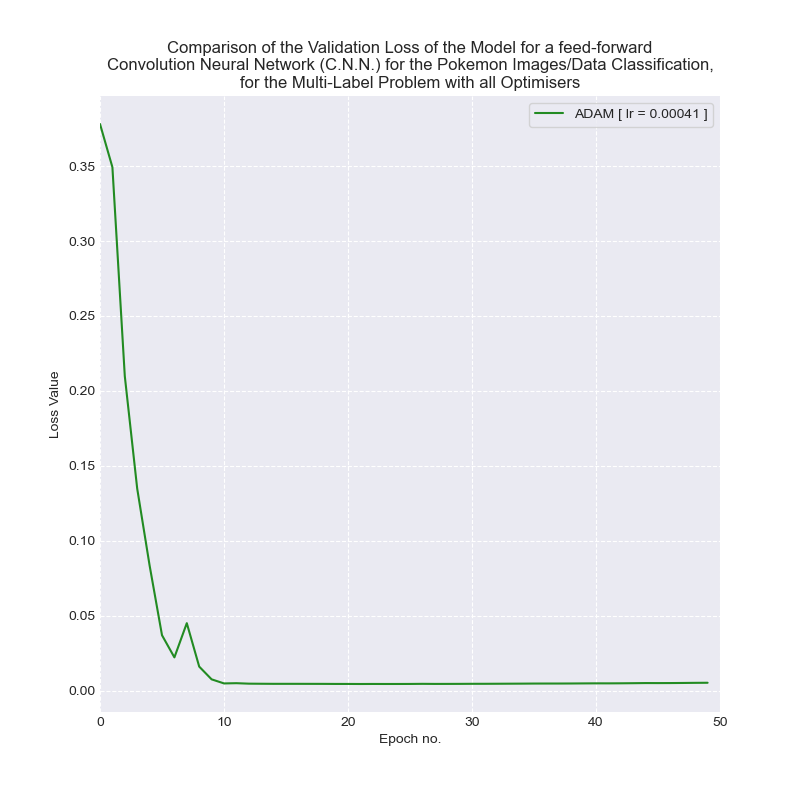 Comparison of the Validation Loss of the Model for a feed-forward
Convolution Neural Network (C.N.N.) for the Pokemon Images/Data Classification,
for the Multi-Label Problem with all Optimisers
ADAM [ lr = 0.00041 ]
0.35
0.30
0.25
0.20
0.15
0.10
0.05
0.00
Loss Value
0 10 20 30 40 50
Epoch no.